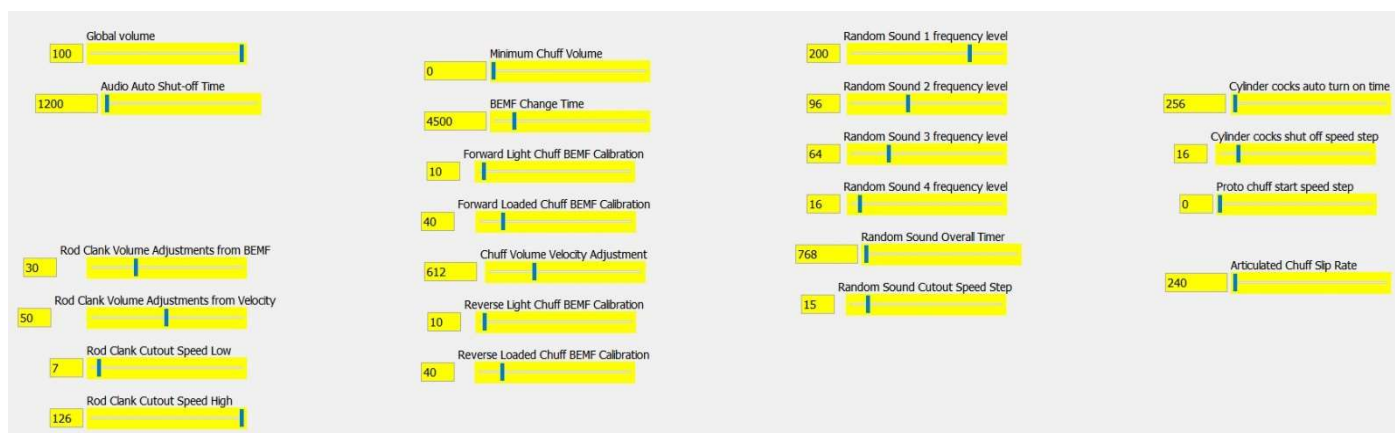 Global volume
100
Audio Auto Shut-off Time
1200
Rod Clank Volume Adjustments from BEMF
30
Rod Clank Volume Adjustments from Velocity
50
Rod Clank Cutout Speed Low
7
Rod Clank Cutout Speed High
126
Minimum Chuff Volume
0
BEMF Change Time
4500
Forward Light Chuff BEMF Calibration
10
Forward Loaded Chuff BEMF Calibration
40
Chuff Volume Velocity Adjustment
612
Reverse Light Chuff BEMF Calibration
10
Reverse Loaded Chuff BEMF Calibration
40
Random Sound 1 frequency level
200
Random Sound 2 frequency level
96
Random Sound 3 frequency level
64
Random Sound 4 frequency level
16
Random Sound Overall Timer
768
Random Sound Cutout Speed Step
15
Cylinder cocks auto turn on time
256
Cylinder cocks shut off speed step
16
Proto chuff start speed step
0
Articulated Chuff Slip Rate
240